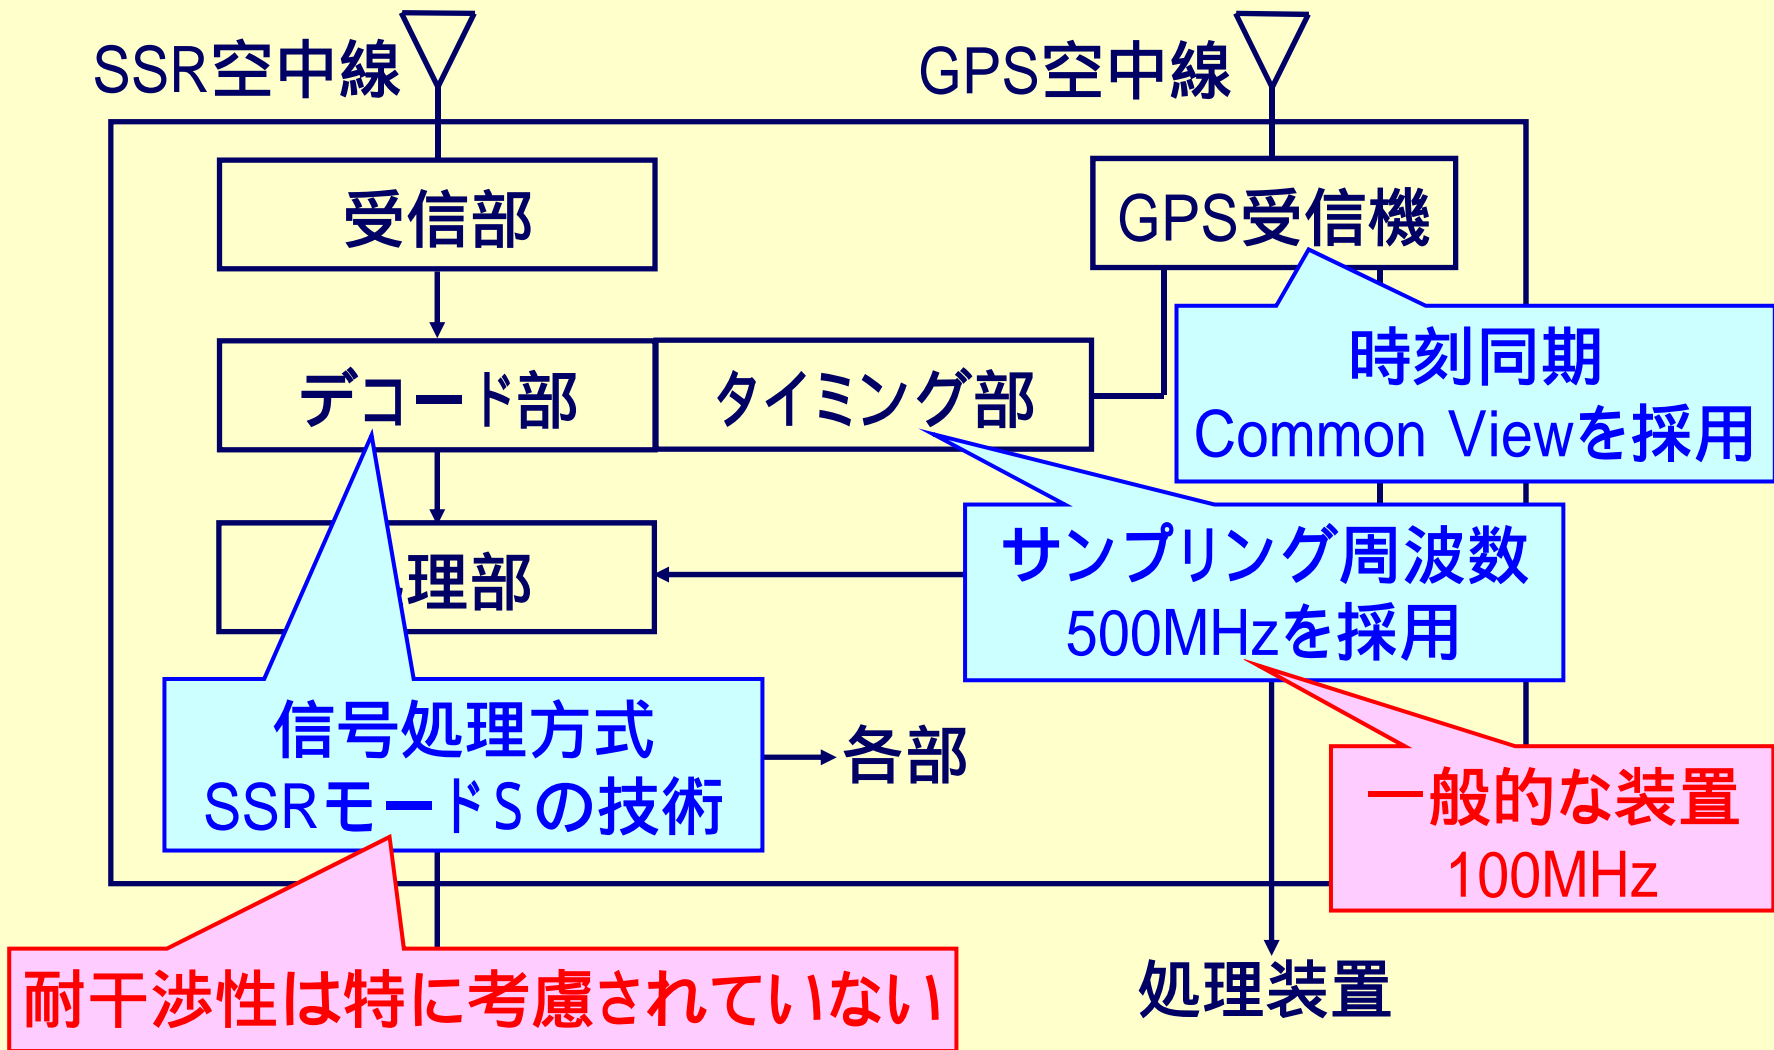 SSR空中線
GPS空中線
受信部
GPS受信機
デコード部
タイミング部
時刻同期
Common Viewを採用
理部
サンプリング周波数
500MHzを採用
信号処理方式
SSRモードSの技術
各部
一般的な装置
100MHz
耐干渉性は特に考慮されていない
処理装置